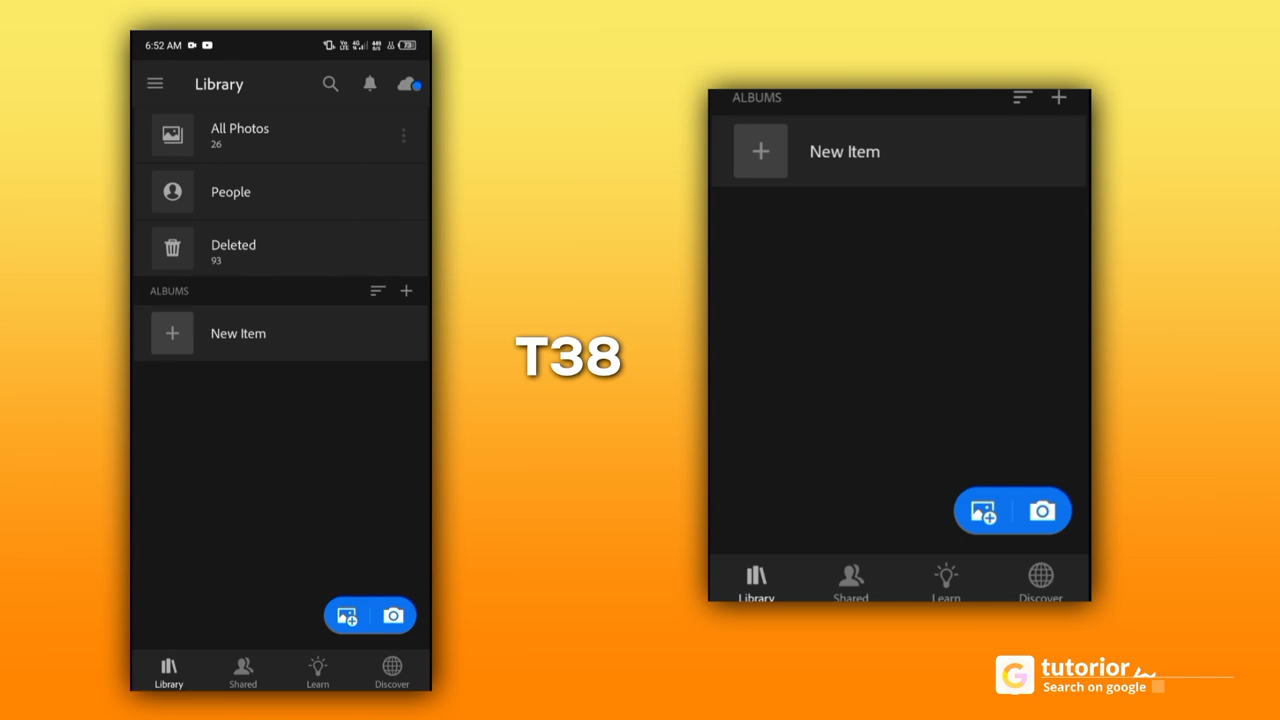 6:52 AM
Library
All Photos
26
People
Deleted
93
ALBUMS
New Item
Library
Shared
Learn
Discover
T38
ALBUMS
New Item
Library
Shared
Learn
Discover
G
tutorior
Search on google